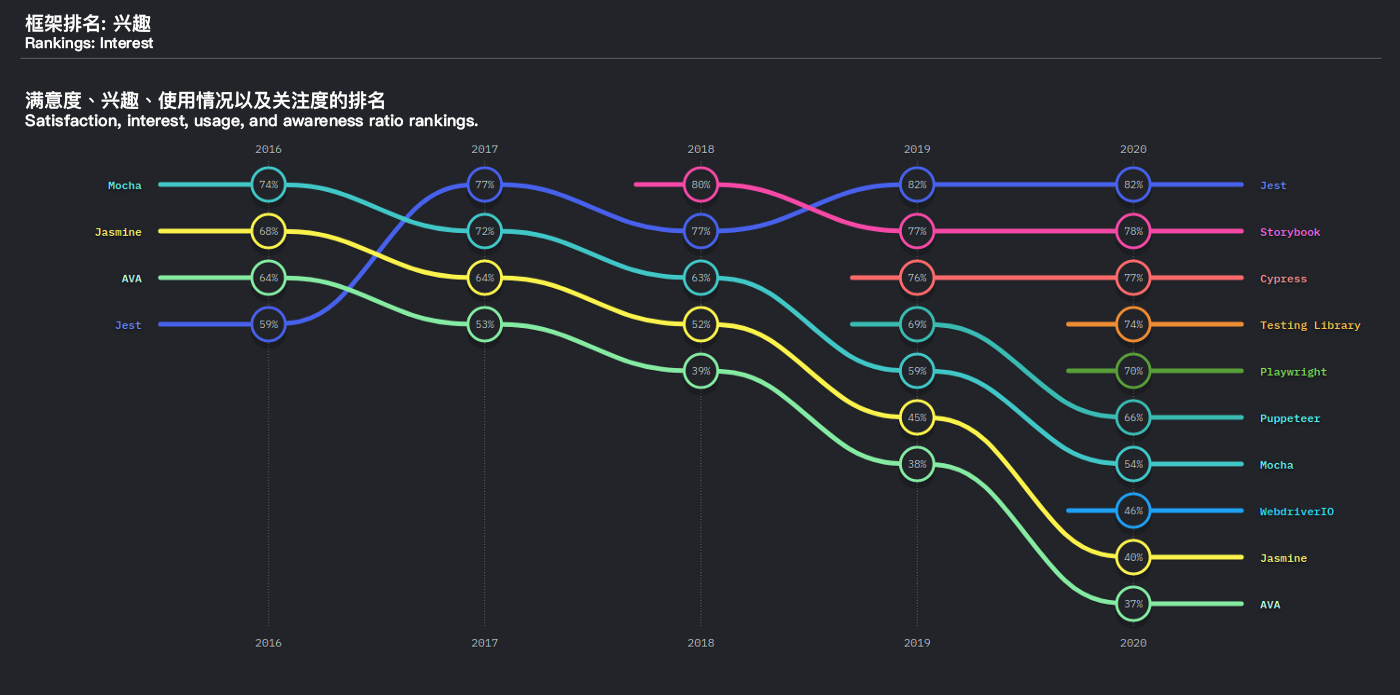 框架排名: 兴趣
Rankings: Interest
满意度、兴趣、使用情况以及关注度的排名
Satisfaction, interest, usage, and awareness ratio rankings.
2016 2017 2018 2019 2020
Mocha 74% 77% 80% 82% 82% Jest
Jasmine 68% 72% 77% 77% 78% Storybook
AVA 64% 64% 63% 76% 77% Cypress
Jest 59% 53% 52% 69% 74% Testing Library
39% 59% 70% Playwright
45% 66% Puppeteer
38% 54% Mocha
46% WebdriverIO
40% Jasmine
37% AVA
2016 2017 2018 2019 2020